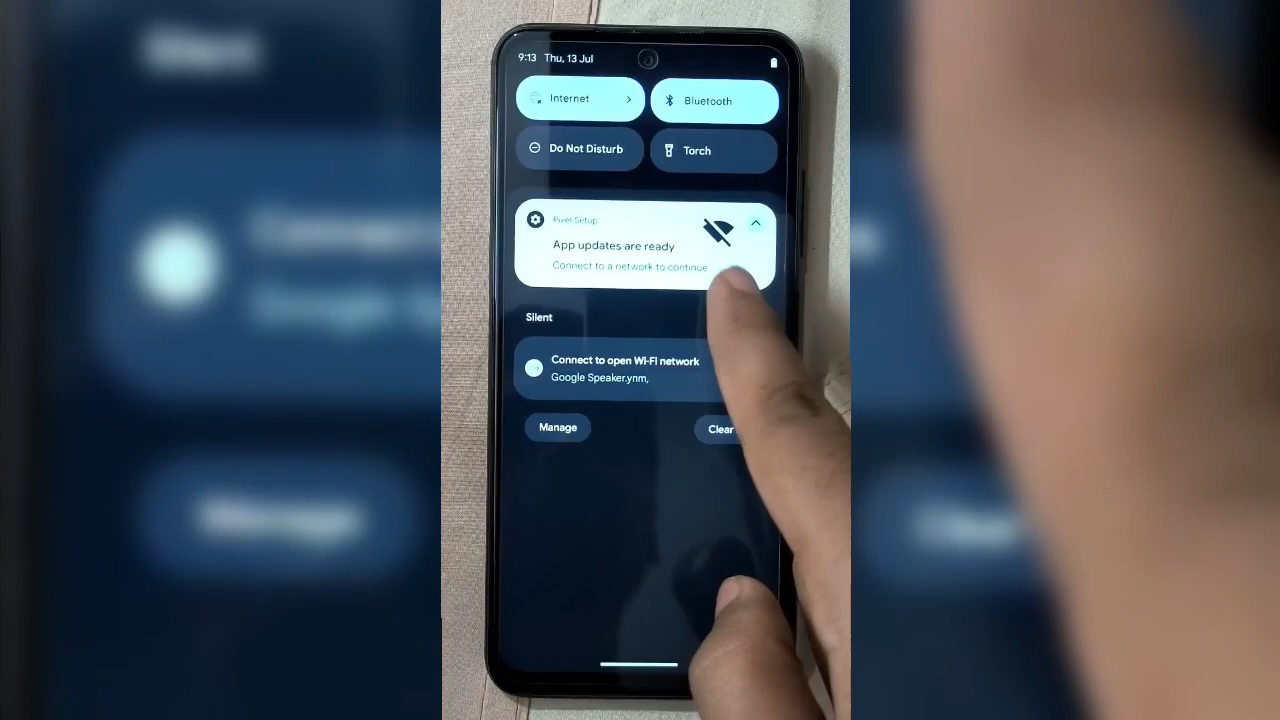 9:13 Thu, 13 Jul
Internet
Bluetooth
Do Not Disturb
Torch
Pixel Setup
App updates are ready
Connect to a network to continue
Silent
Connect to open Wi-Fi network
Google Speaker.ynm,
Manage
Clear